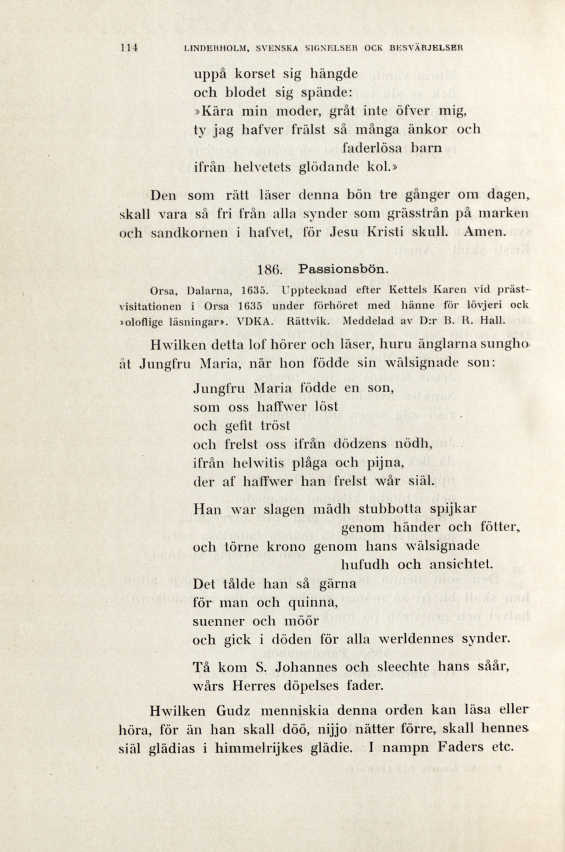 114 LINDERHOLM, SVENSKA SIGNELSER OCK BESVÄRJELSER
uppå korset sig hängde
och blodet sig spände:
»Kära min moder, gråt inte öfver mig,
ty jag hafver frälst så många änkor och
faderlösa barn
ifrån helvetets glödande kol.»
Den som rätt läser denna bön tre gånger om dagen,
skall vara så fri från alla synder som grässtrån på marken
och sandkornen i hafvet, för Jesu Kristi skull. Amen.
186. Passionsbön.
Orsa, Dalarna, 1635. Upptecknad efter Kettels Karen vid präst-
visitationen i Orsa 1635 under förhöret med hänne för lövjeri ock
»oloflige läsningar». VDKA. Rättvik. Meddelad av D:r B. R. Hall.
Hwilken detta lof hörer och läser, huru änglarna sungho
åt Jungfru Maria, när hon födde sin wälsignade son:
Jungfru Maria födde en son,
som oss haffwer löst
och gefit tröst
och frelst oss ifrån dödzens nödh,
ifrån helwitis plåga och pijna,
der af haffwer han frelst wår siäl.
Han war slagen mädh stubbotta spijkar
genom händer och fötter,
och törne krono genom hans wälsignade
hufudh och ansichtet.
Det tålde han så gärna
för man och quinna,
suenner och möör
och gick i döden för alla werldennes synder.
Tå kom S. Johannes och sleechte hans såår,
wårs Herres döpelses fader.
Hwilken Gudz menniskia denna orden kan läsa eller
höra, för än han skall döö, nijjo nätter förre, skall hennes
siäl glädias i himmelrijkes glädie. I nampn Faders etc.